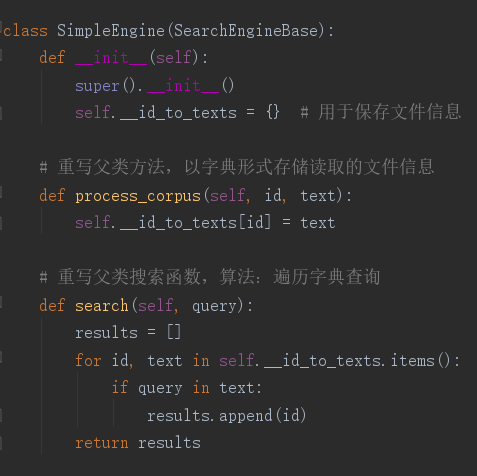 class SimpleEngine(SearchEngineBase):
    def __init__(self):
        super().__init__()
        self.__id_to_texts = {}  # 用于保存文件信息

    # 重写父类方法，以字典形式存储读取的文件信息
    def process_corpus(self, id, text):
        self.__id_to_texts[id] = text

    # 重写父类搜索函数，算法：遍历字典查询
    def search(self, query):
        results = []
        for id, text in self.__id_to_texts.items():
            if query in text:
                results.append(id)
        return results